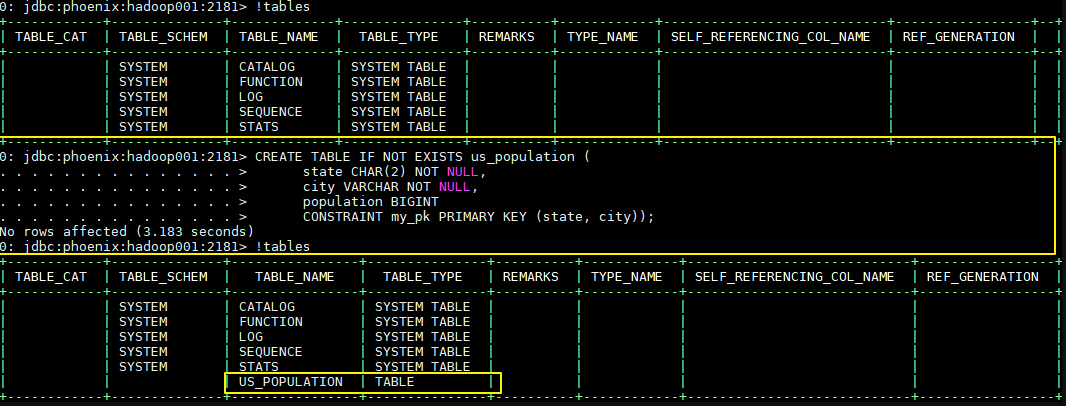 0: jdbc:phoenix:hadoop001:2181> !tables
+------------+--------------+-------------+---------------+----------+------------+----------------------------+-----------------+--+
| TABLE_CAT | TABLE_SCHEM | TABLE_NAME | TABLE_TYPE | REMARKS | TYPE_NAME | SELF_REFERENCING_COL_NAME | REF_GENERATION | |
+------------+--------------+-------------+---------------+----------+------------+----------------------------+-----------------+--+
| | SYSTEM | CATALOG | SYSTEM TABLE | | | | | |
| | SYSTEM | FUNCTION | SYSTEM TABLE | | | | | |
| | SYSTEM | LOG | SYSTEM TABLE | | | | | |
| | SYSTEM | SEQUENCE | SYSTEM TABLE | | | | | |
| | SYSTEM | STATS | SYSTEM TABLE | | | | | |
+------------+--------------+-------------+---------------+----------+------------+----------------------------+-----------------+--+
0: jdbc:phoenix:hadoop001:2181> CREATE TABLE IF NOT EXISTS us_population (
. . . . . . . . . . . . . . . > state CHAR(2) NOT NULL,
. . . . . . . . . . . . . . . > city VARCHAR NOT NULL,
. . . . . . . . . . . . . . . > population BIGINT
. . . . . . . . . . . . . . . > CONSTRAINT my_pk PRIMARY KEY (state, city));
No rows affected (3.183 seconds)
0: jdbc:phoenix:hadoop001:2181> !tables
+------------+--------------+----------------+---------------+----------+------------+----------------------------+-----------------+
| TABLE_CAT | TABLE_SCHEM | TABLE_NAME | TABLE_TYPE | REMARKS | TYPE_NAME | SELF_REFERENCING_COL_NAME | REF_GENERATION |
+------------+--------------+----------------+---------------+----------+------------+----------------------------+-----------------+
| | SYSTEM | CATALOG | SYSTEM TABLE | | | | |
| | SYSTEM | FUNCTION | SYSTEM TABLE | | | | |
| | SYSTEM | LOG | SYSTEM TABLE | | | | |
| | SYSTEM | SEQUENCE | SYSTEM TABLE | | | | |
| | SYSTEM | STATS | SYSTEM TABLE | | | | |
| | | US_POPULATION | TABLE | | | | |
+------------+--------------+----------------+---------------+----------+------------+----------------------------+-----------------+